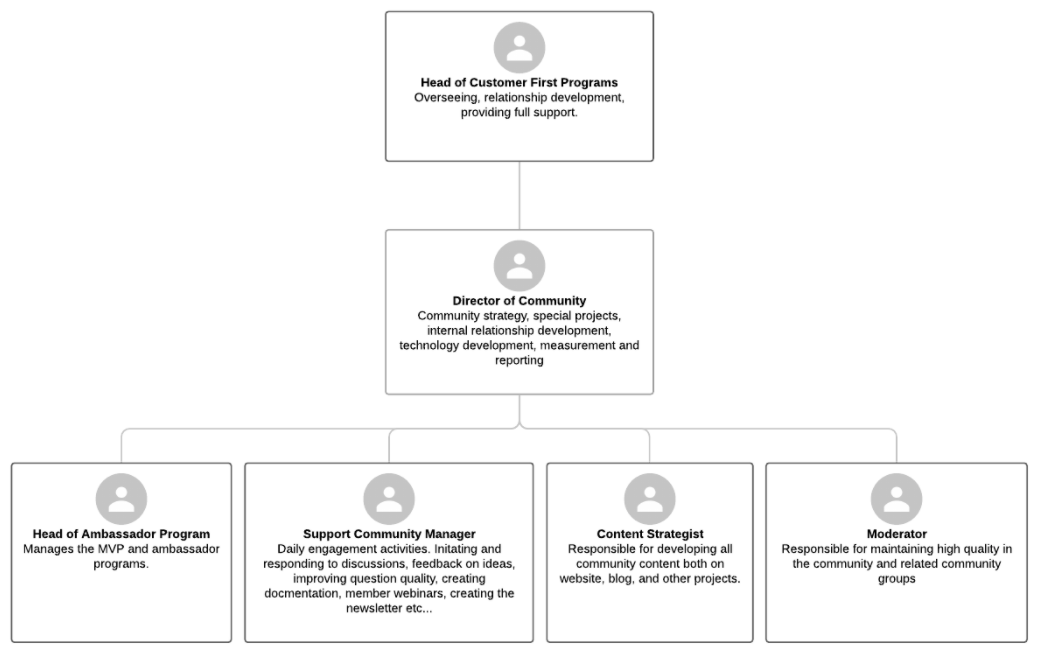 Head of Customer First Programs
Overseeing, relationship development,
providing full support.
Director of Community
Community strategy, special projects,
internal relationship development,
technology development, measurement and
reporting
Head of Ambassador Program
Manages the MVP and ambassador
programs.
Support Community Manager
Daily engagement activities. Initating and
responding to discussions, feedback on ideas,
improving question quality, creating
docmentation, member webinars, creating the
newsletter etc...
Content Strategist
Responsible for developing all
community content both on
website, blog, and other projects.
Moderator
Responsible for maintaining high quality in
the community and related community
groups